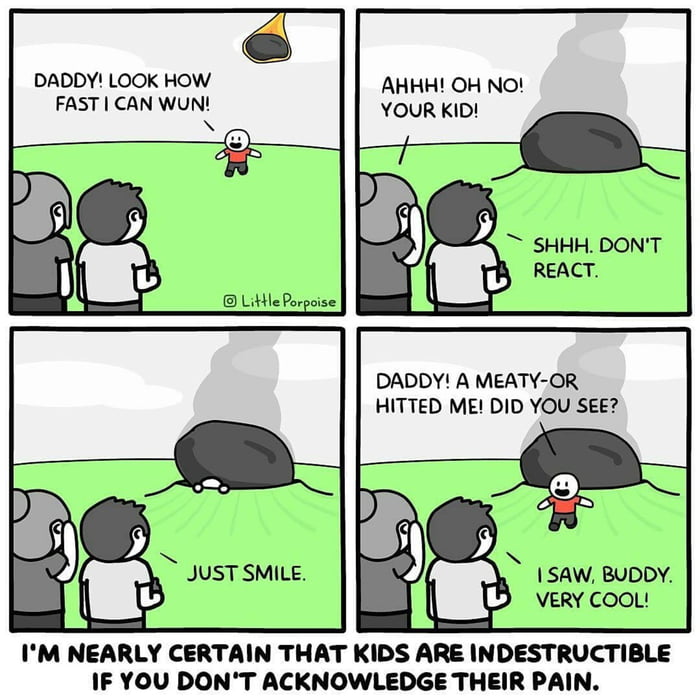 DADDY! LOOK HOW
FAST I CAN WUN!
LittlePorpoise
AHHH! OH NO!
YOUR KID!
SHHH. DON'T
REACT.
JUST SMILE.
DADDY! A MEATY-OR
HITTED ME! DID YOU SEE?
I SAW, BUDDY.
VERY COOL!
I'M NEARLY CERTAIN THAT KIDS ARE INDESTRUCTIBLE
IF YOU DON'T ACKNOWLEDGE THEIR PAIN.